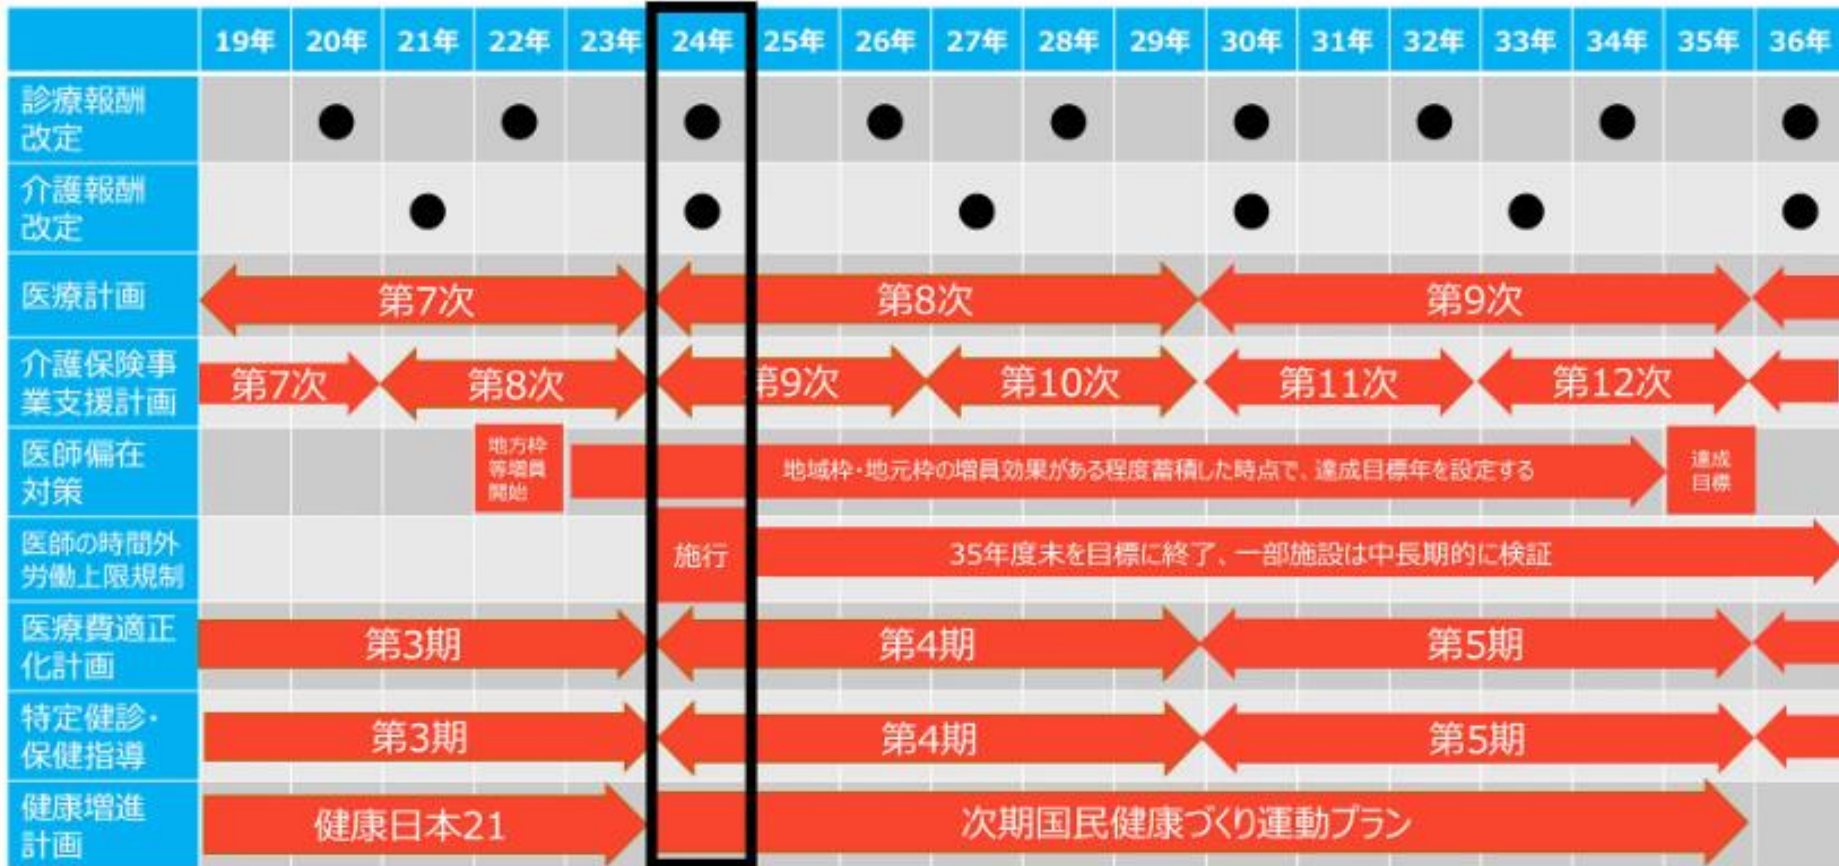 19年 20年 21年 22年 23年 24年 25年 26年 27年 28年 29年 30年 31年 32年 33年 34年 35年 36年
診療報酬
改定
介護報酬
改定
医療計画
第7次 第8次 第9次
介護保険事
業支援計画
第7次 第8次 第9次 第10次 第11次 第12次
医師偏在
対策
地方枠
等増員
開始
地域枠・地元枠の増員効果がある程度蓄積した時点で、達成目標年を設定する
達成
目標
医師の時間外
労働上限規制
施行
35年度末を目標に終了、一部施設は中長期的に検証
医療費適正
化計画
第3期 第4期 第5期
特定健診・
保健指導
第3期 第4期 第5期
健康増進
計画
健康日本21 次期国民健康づくり運動プラン